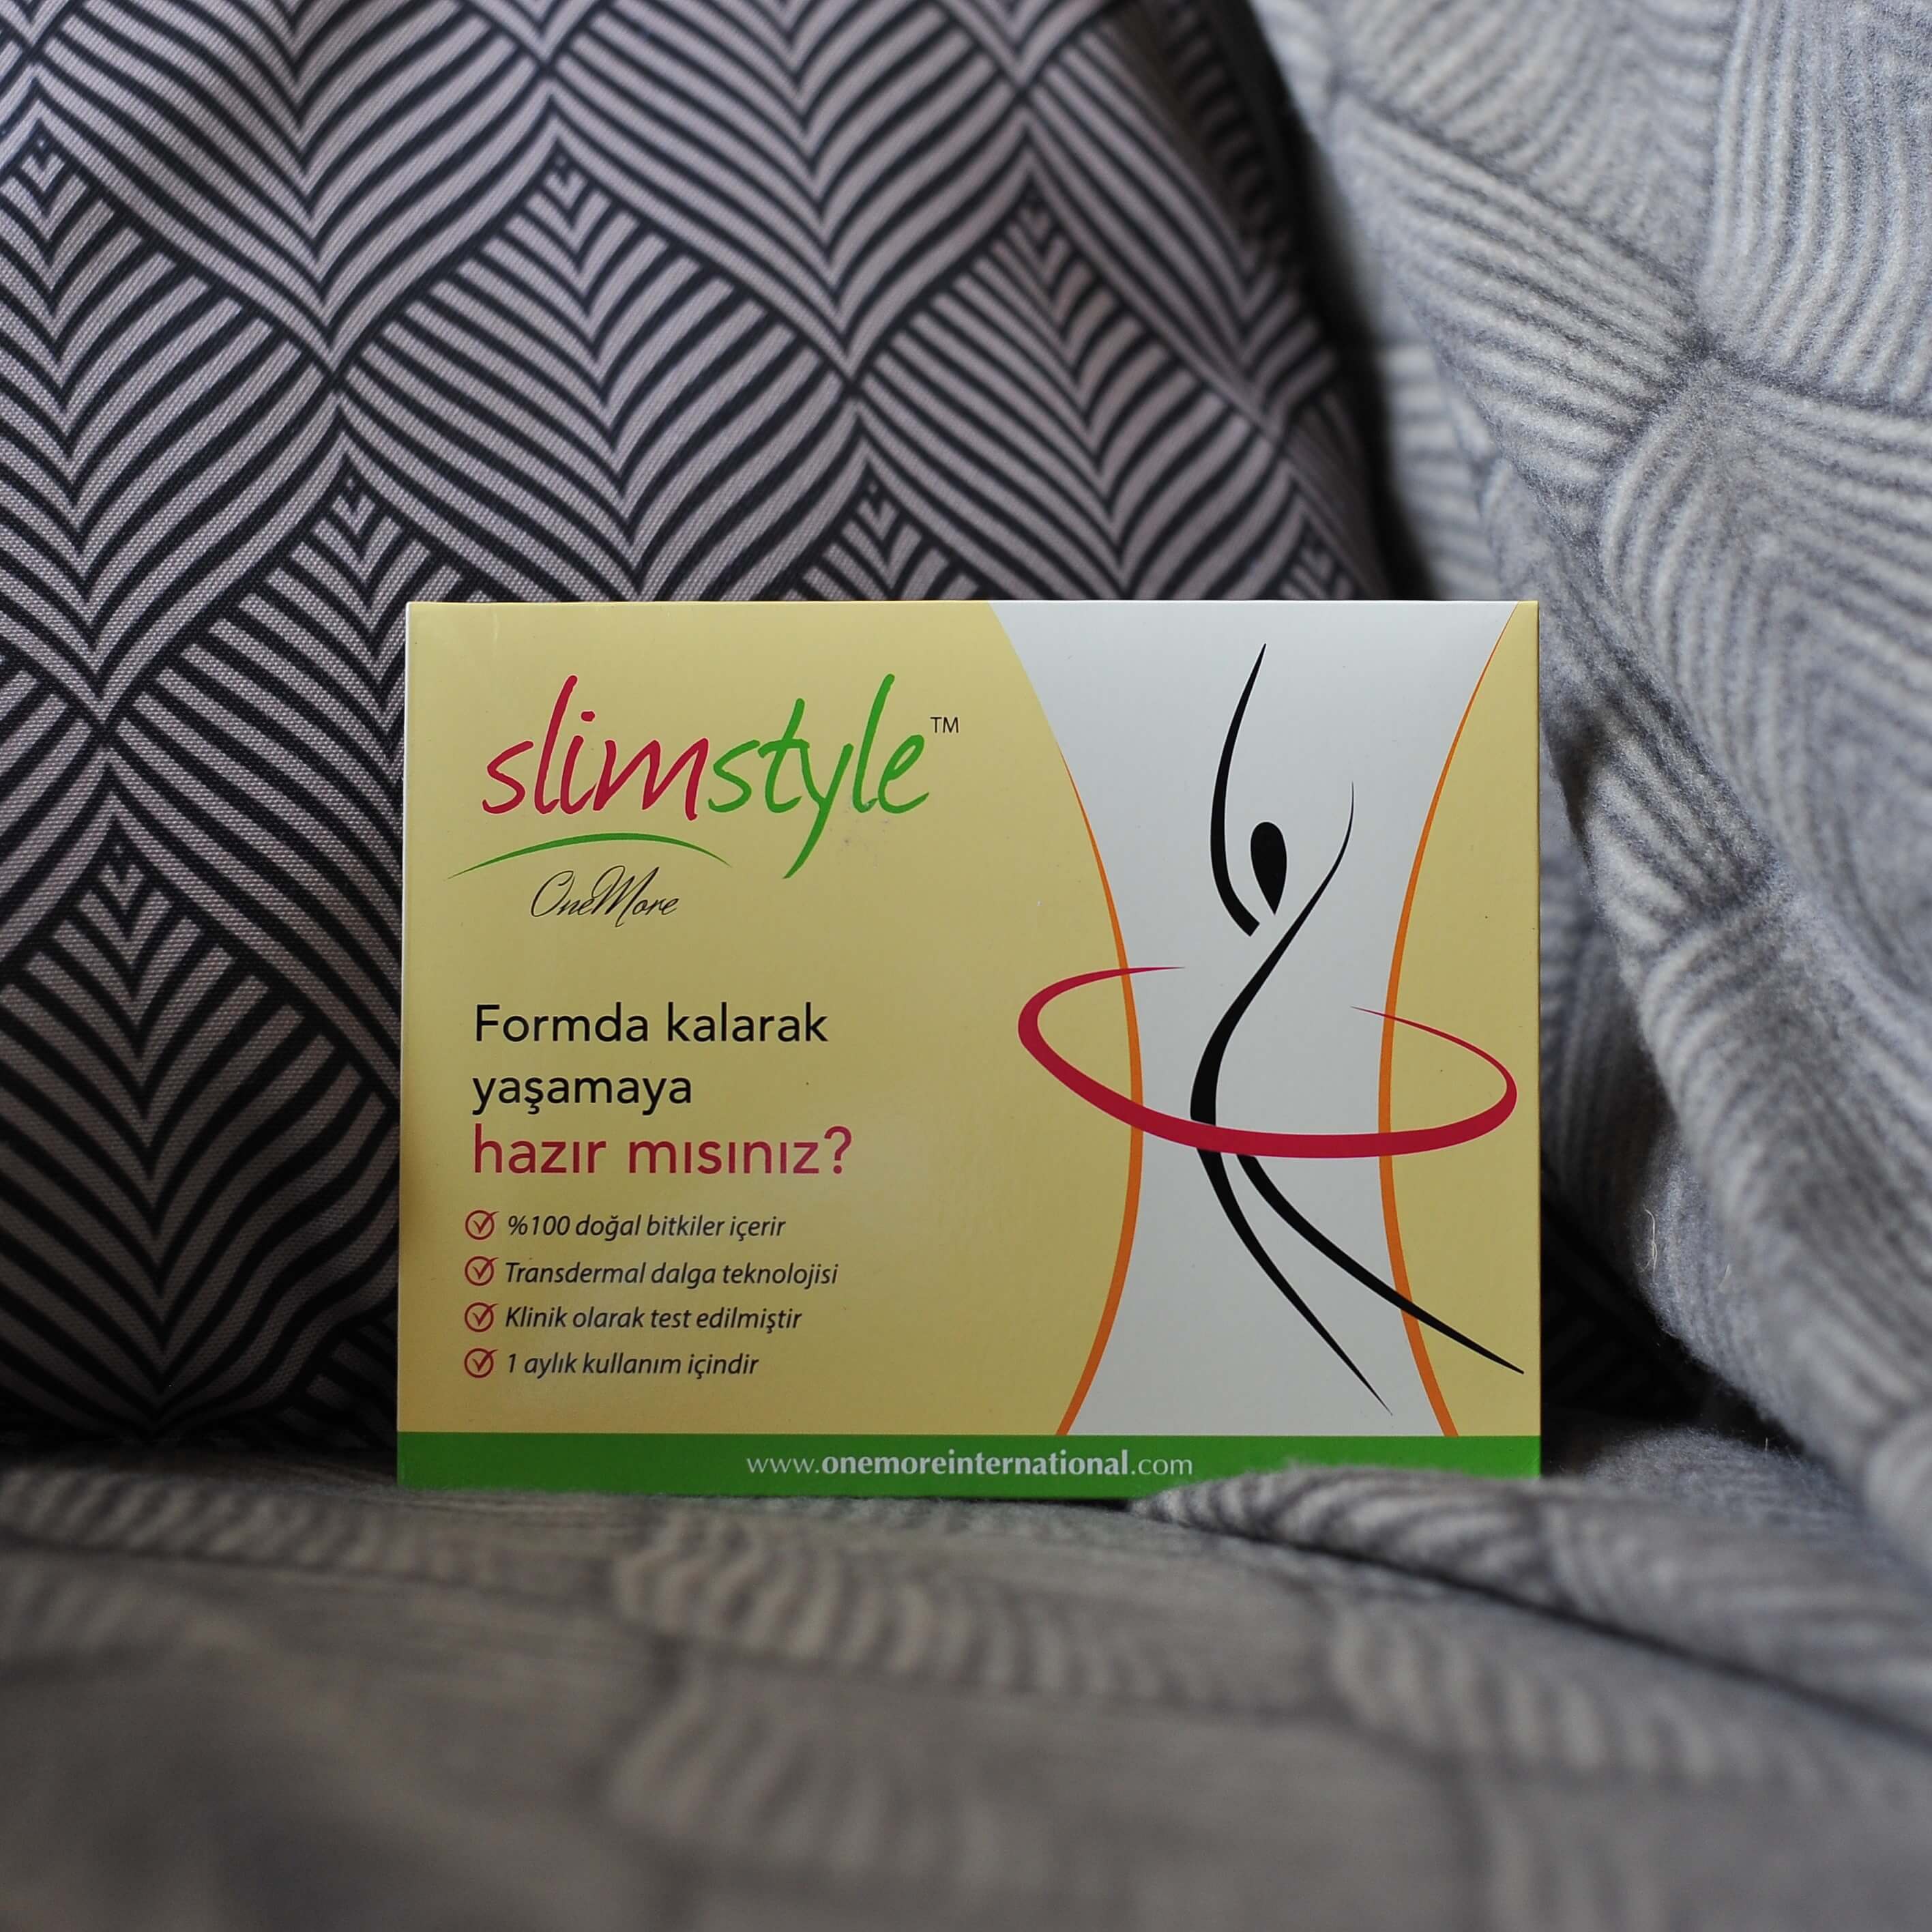 slimstyle™
OneMore
Formda kalarak
yaşamaya
hazır mısınız?
%100 doğal bitkiler içerir
Transdermal dalga teknolojisi
Klinik olarak test edilmiştir
1 aylık kullanım içindir
www.onemoreinternational.com